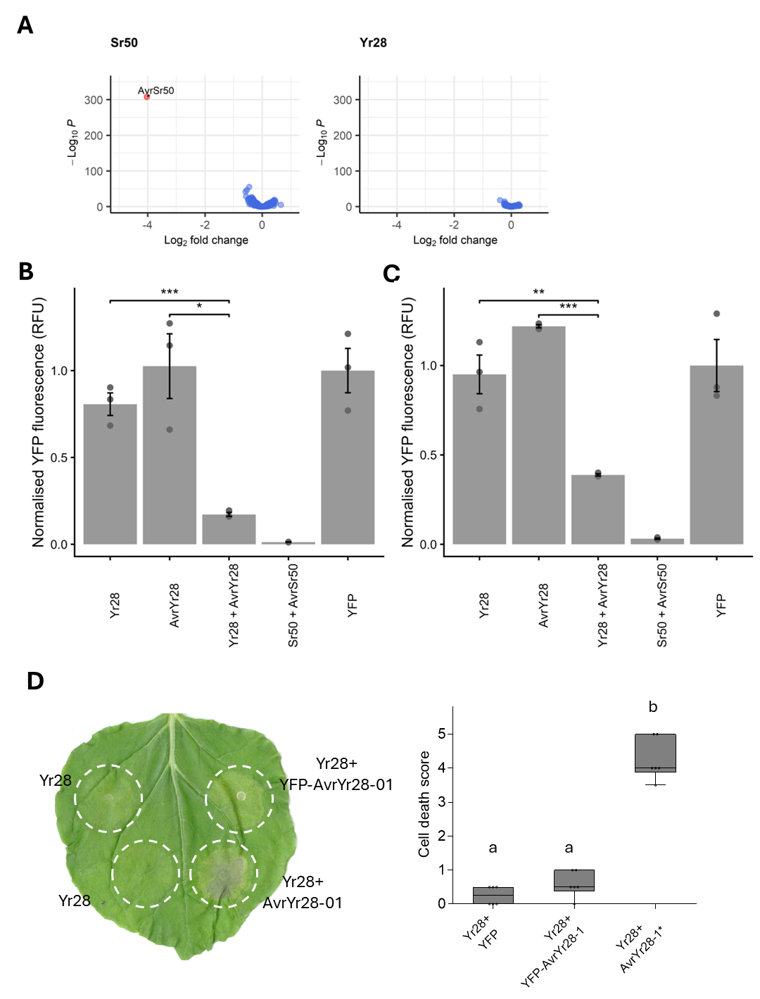 A
Sr50
Yr28
AvrSr50
300
200
100
0
-4
-2
0
Log2 fold change
−Log10 P
300
200
100
0
-4
-2
0
Log2 fold change
−Log10 P
B
***
*
Normalised YFP fluorescence (RFU)
1.0
0.5
0.0
Yr28
AvrYr28
Yr28 + AvrYr28
Sr50 + AvrSr50
YFP
C
**
***
Normalised YFP fluorescence (RFU)
1.0
0.5
0.0
Yr28
AvrYr28
Yr28 + AvrYr28
Sr50 + AvrSr50
YFP
D
Yr28
Yr28+
YFP-AvrYr28-01
Yr28
Yr28+
AvrYr28-01
Cell death score
5
4
3
2
1
0
a
a
b
Yr28+
YFP
Yr28+
YFP-AvrYr28-1
Yr28+
AvrYr28-1*